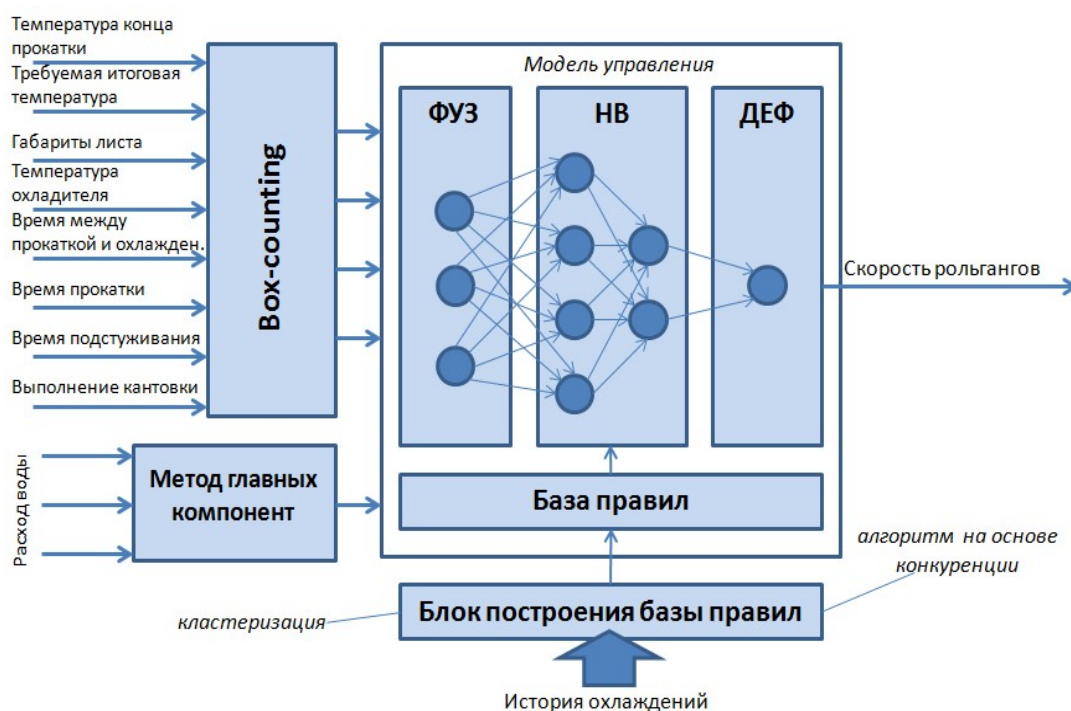 Температура конца
прокатки
Требуемая итоговая
температура
Габариты листа
Температура
охладителя
Время между
прокаткой и охлажден.
Время прокатки
Время подстуживания
Выполнение кантовки
Box-counting
Расход воды
Метод главных
компонент
Модель управления
ФУЗ
НВ
ДЕФ
База правил
Скорость рольгангов
алгоритм на основе
конкуренции
кластеризация
Блок построения базы правил
История охлаждений